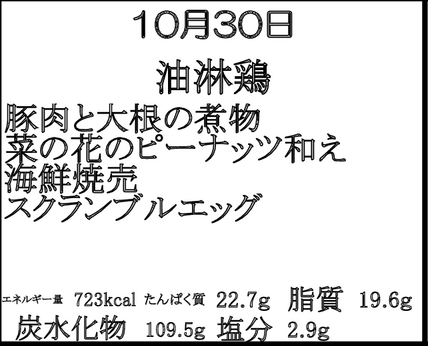 10月30日
油淋鶏
豚肉と大根の煮物
菜の花のピーナッツ和え
海鮮焼売
スクランブルエッグ
エネルギー量 723kcal たんぱく質 22.7g 脂質 19.6g
炭水化物 109.5g 塩分 2.9g